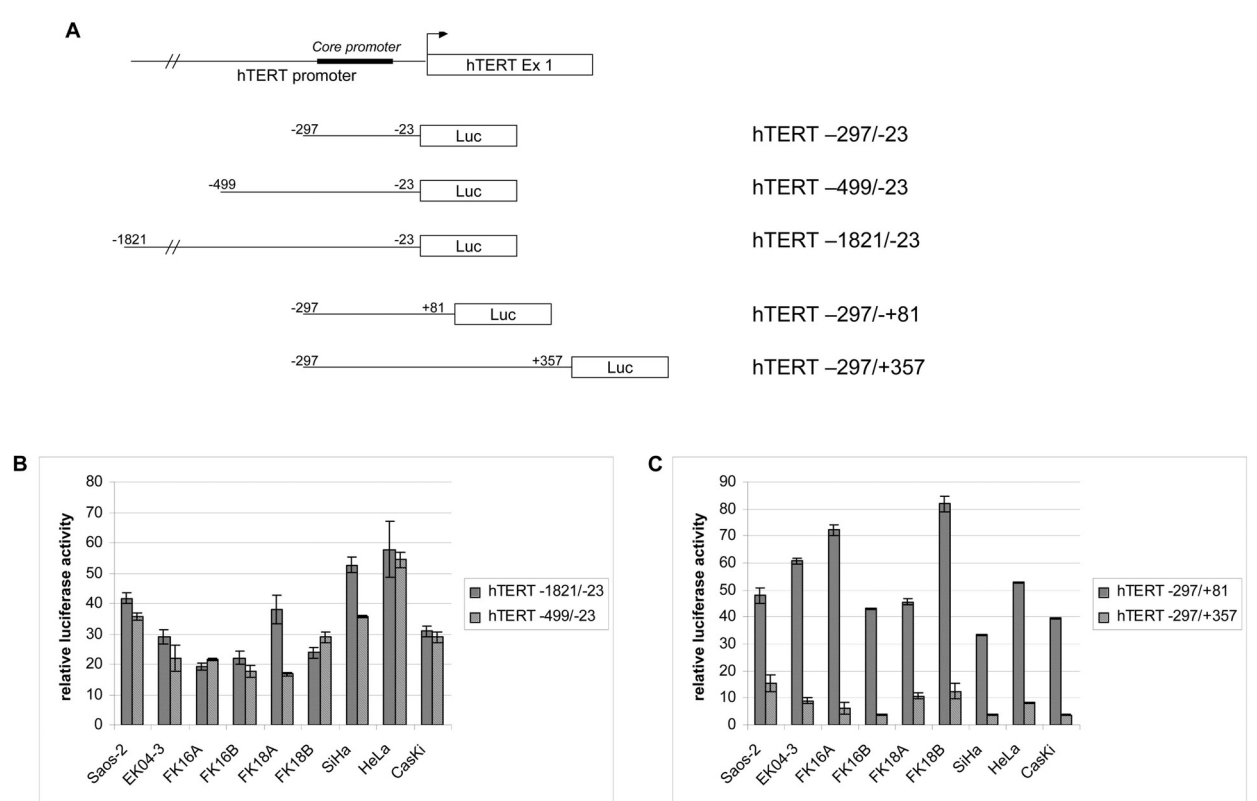 A
Core promoter
hTERT promoter
hTERT Ex 1
-297
-23
Luc
hTERT –297/-23
-499
-23
Luc
hTERT –499/-23
-1821
-23
Luc
hTERT –1821/-23
-297
+81
Luc
hTERT –297/-+81
-297
+357
Luc
hTERT –297/+357
B
relative luciferase activity
80
70
60
50
40
30
20
10
0
Saos-2
EK04-3
FK16A
FK16B
FK18A
FK18B
SiHa
HeLa
CasKi
hTERT -1821/-23
hTERT -499/-23
C
relative luciferase activity
90
80
70
60
50
40
30
20
10
0
Saos-2
EK04-3
FK16A
FK16B
FK18A
FK18B
SiHa
HeLa
CasKi
hTERT -297/+81
hTERT -297/+357